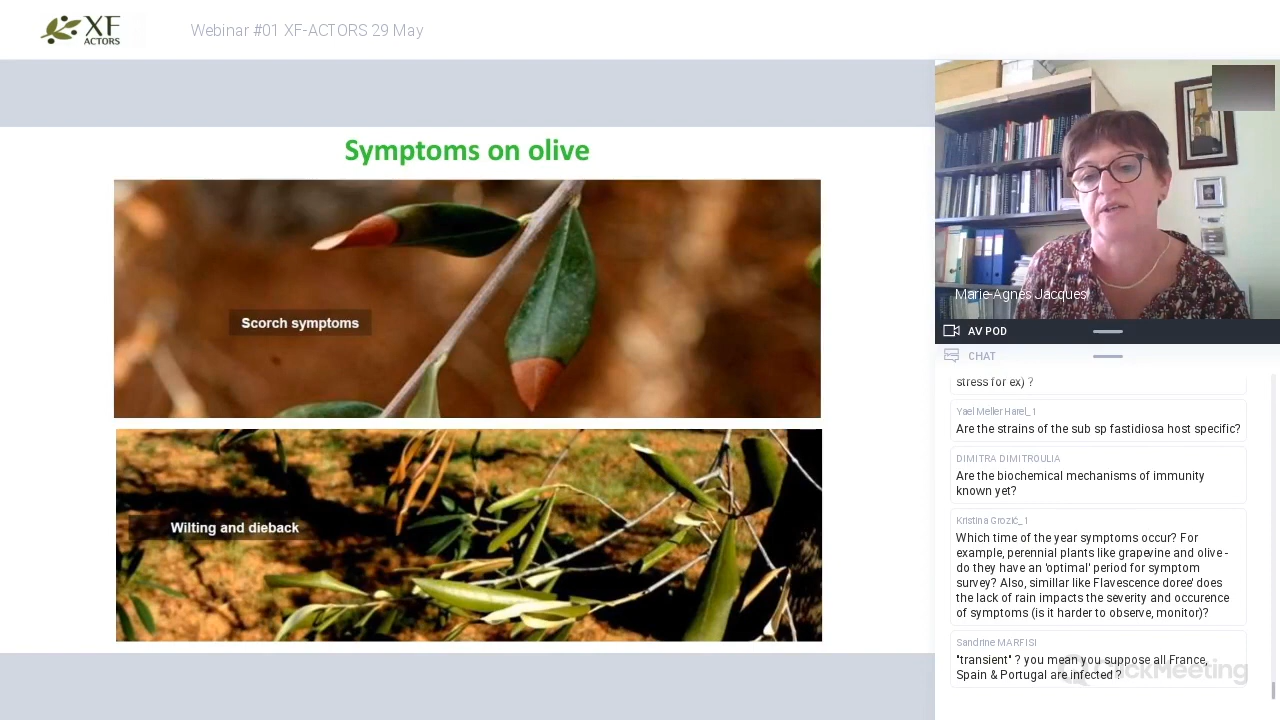 XF
ACTORS
Webinar #01 XF-ACTORS 29 May
Symptoms on olive
Scorch symptoms
Wilting and dieback
Marie-Agnès Jacques
AV POD
CHAT
stress for ex) ?
Yael Meller Harel_1
Are the strains of the sub sp fastidiosa host specific?
DIMITRA DIMITROULIA
Are the biochemical mechanisms of immunity
known yet?
Kristina Grozić_1
Which time of the year symptoms occur? For
example, perennial plants like grapevine and olive -
do they have an 'optimal' period for symptom
survey? Also, simillar like Flavescence doree' does
the lack of rain impacts the severity and occurence
of symptoms (is it harder to observe, monitor)?
Sandrine MARFISI
"transient" ? you mean you suppose all France,
Spain & Portugal are infected ?
ClickMeeting